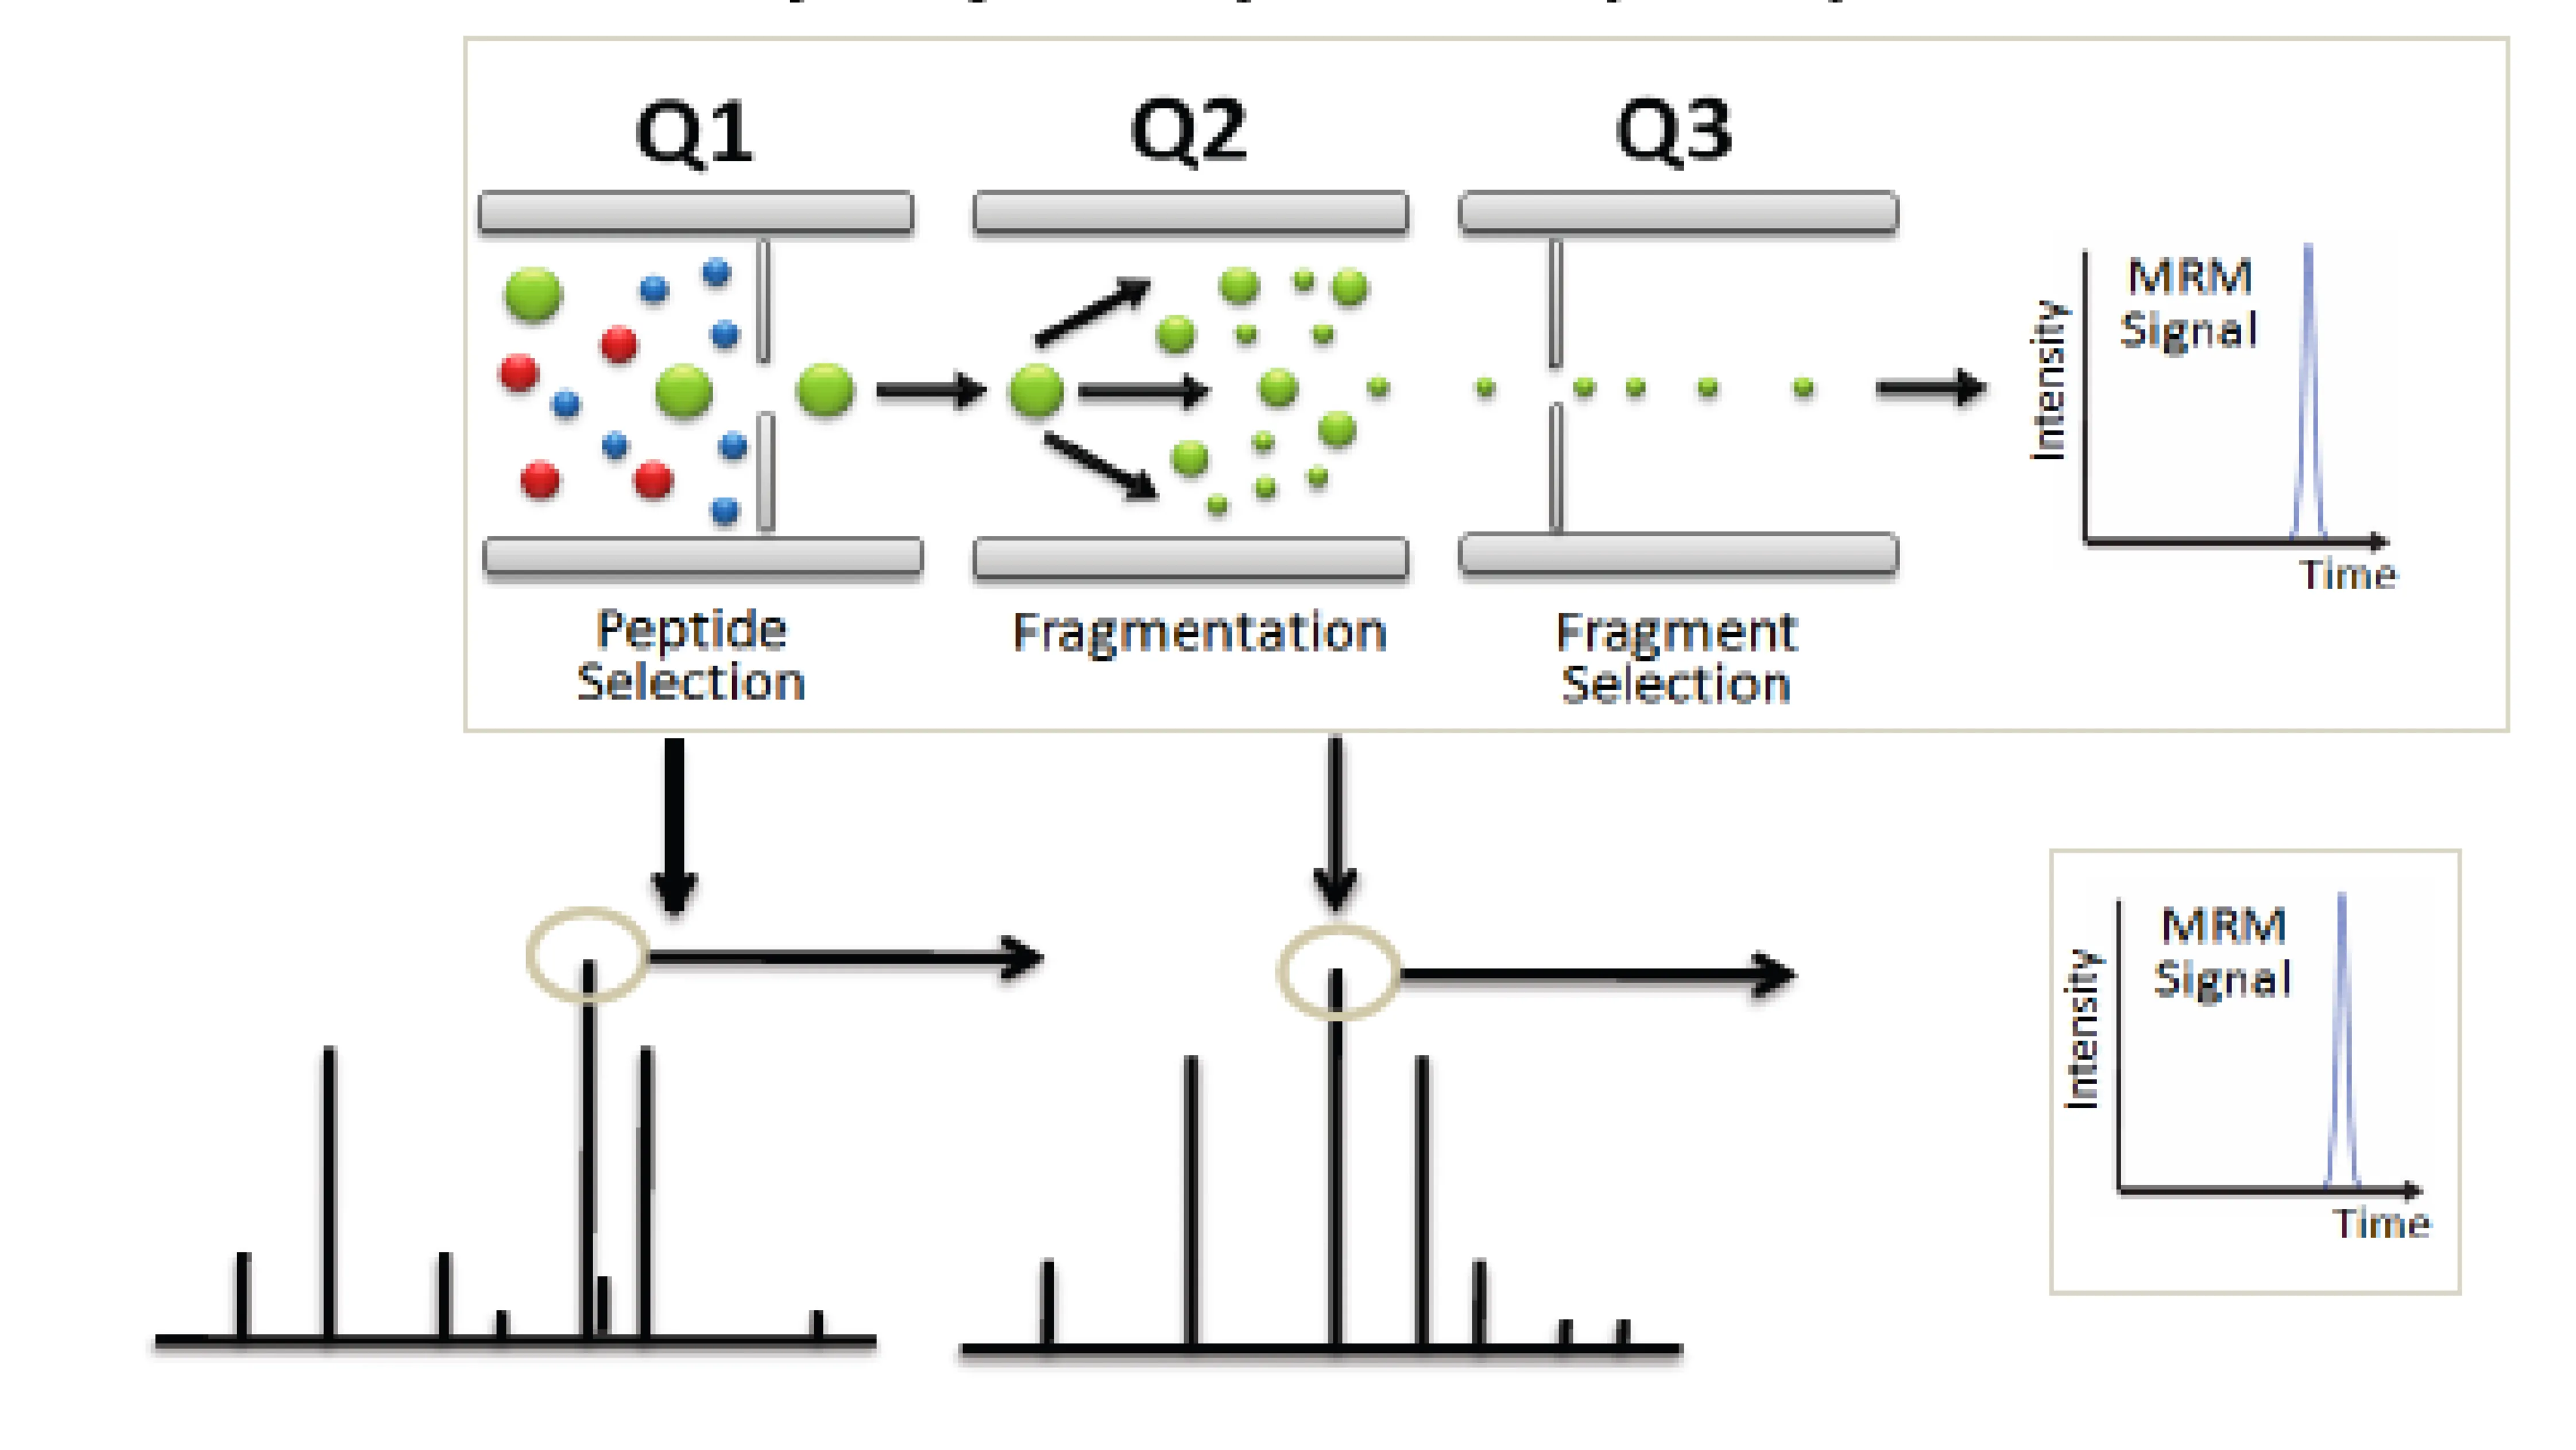 Q1
Q2
Q3
MRM
Signal
Intensity
Time
Peptide
Selection
Fragmentation
Fragment
Selection
MRM
Signal
Intensity
Time